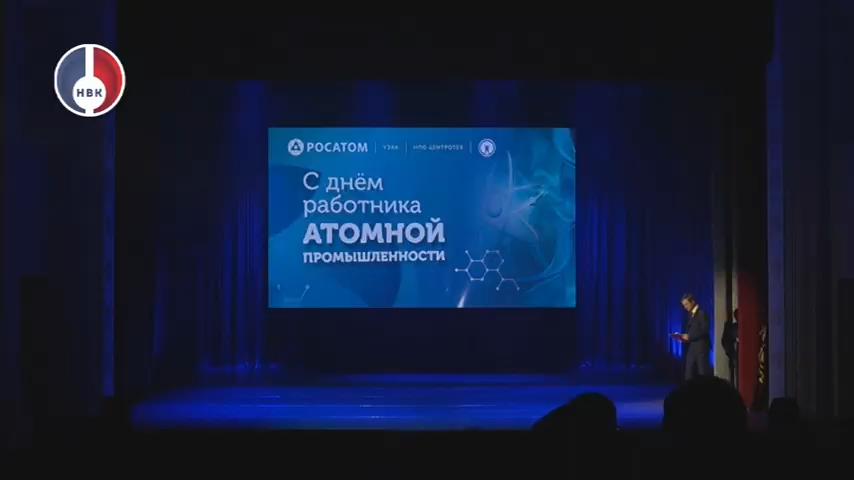 НВК
РОСАТОМ
УЭХК
НПО ЦЕНТРОТЕХ
С днём
работника
АТОМНОЙ
ПРОМЫШЛЕННОСТИ